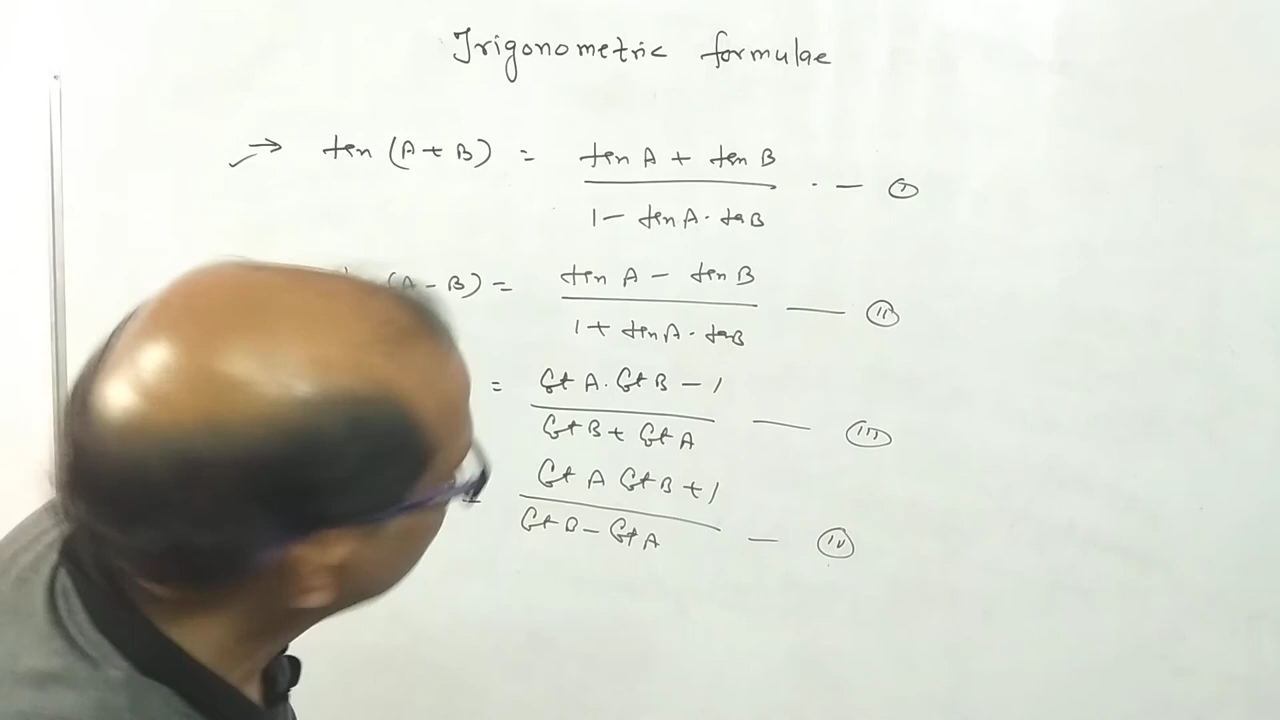 Trigonometric formulae
→ tan (A + B) = tan A + tan B / 1 - tan A · tan B · — (i)
(A - B) = tan A - tan B / 1 + tan A · tan B — (ii)
= Cot A . Cot B - 1 / Cot B + Cot A — (iii)
= Cot A Cot B + 1 / Cot B - Cot A — (iv)